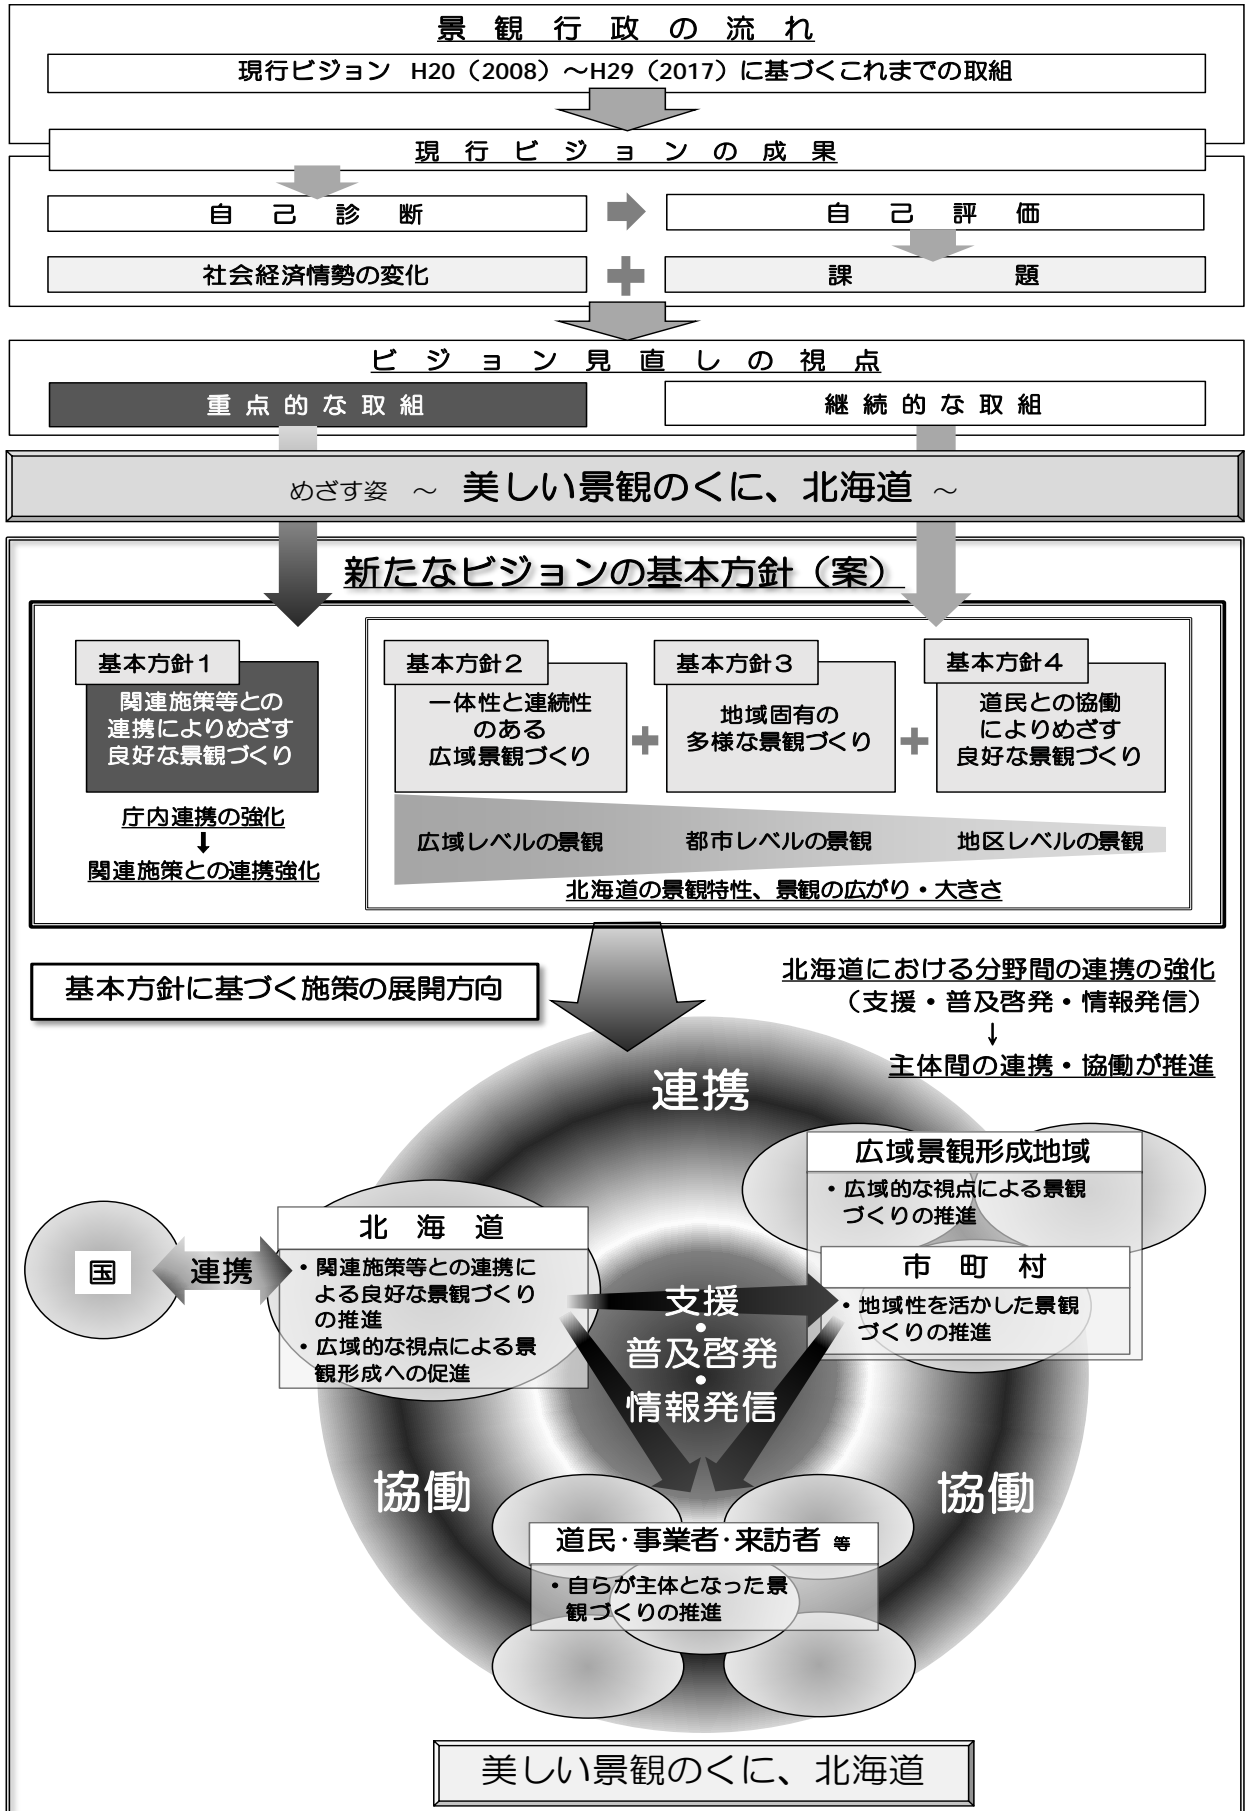 景観行政の流れ
現行ビジョン H20（2008）～H29（2017）に基づくこれまでの取組
現行ビジョンの成果
自己診断
自己評価
社会経済情勢の変化
課題
ビジョン見直しの視点
重点的な取組
継続的な取組
めざす姿 ～ 美しい景観のくに、北海道 ～
新たなビジョンの基本方針（案）
基本方針１
関連施策等との
連携によりめざす
良好な景観づくり
庁内連携の強化
↓
関連施策との連携強化
基本方針２
一体性と連続性
のある
広域景観づくり
基本方針３
地域固有の
多様な景観づくり
基本方針４
道民との協働
によりめざす
良好な景観づくり
広域レベルの景観
都市レベルの景観
地区レベルの景観
北海道の景観特性、景観の広がり・大きさ
基本方針に基づく施策の展開方向
北海道における分野間の連携の強化
（支援・普及啓発・情報発信）
↓
主体間の連携・協働が推進
連携
広域景観形成地域
・広域的な視点による景観
づくりの推進
市町村
・地域性を活かした景観
づくりの推進
国
連携
北海道
・関連施策等との連携に
よる良好な景観づくり
の推進
・広域的な視点による景
観形成への促進
支援
・
普及啓発
・
情報発信
協働
協働
道民・事業者・来訪者 等
・自らが主体となった景
観づくりの推進
美しい景観のくに、北海道